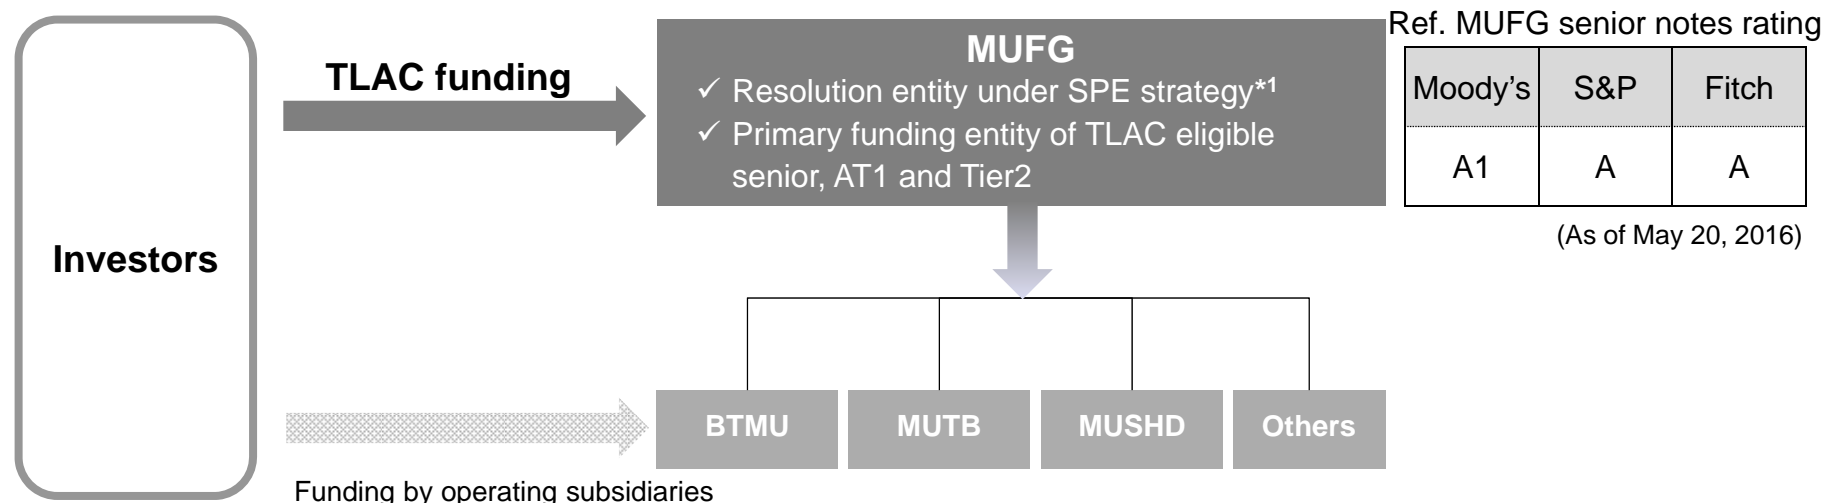 Investors
TLAC funding
MUFG
✓ Resolution entity under SPE strategy*1
✓ Primary funding entity of TLAC eligible
senior, AT1 and Tier2
Ref. MUFG senior notes rating
Moody’s S&P Fitch
A1 A A
(As of May 20, 2016)
BTMU MUTB MUSHD Others
Funding by operating subsidiaries